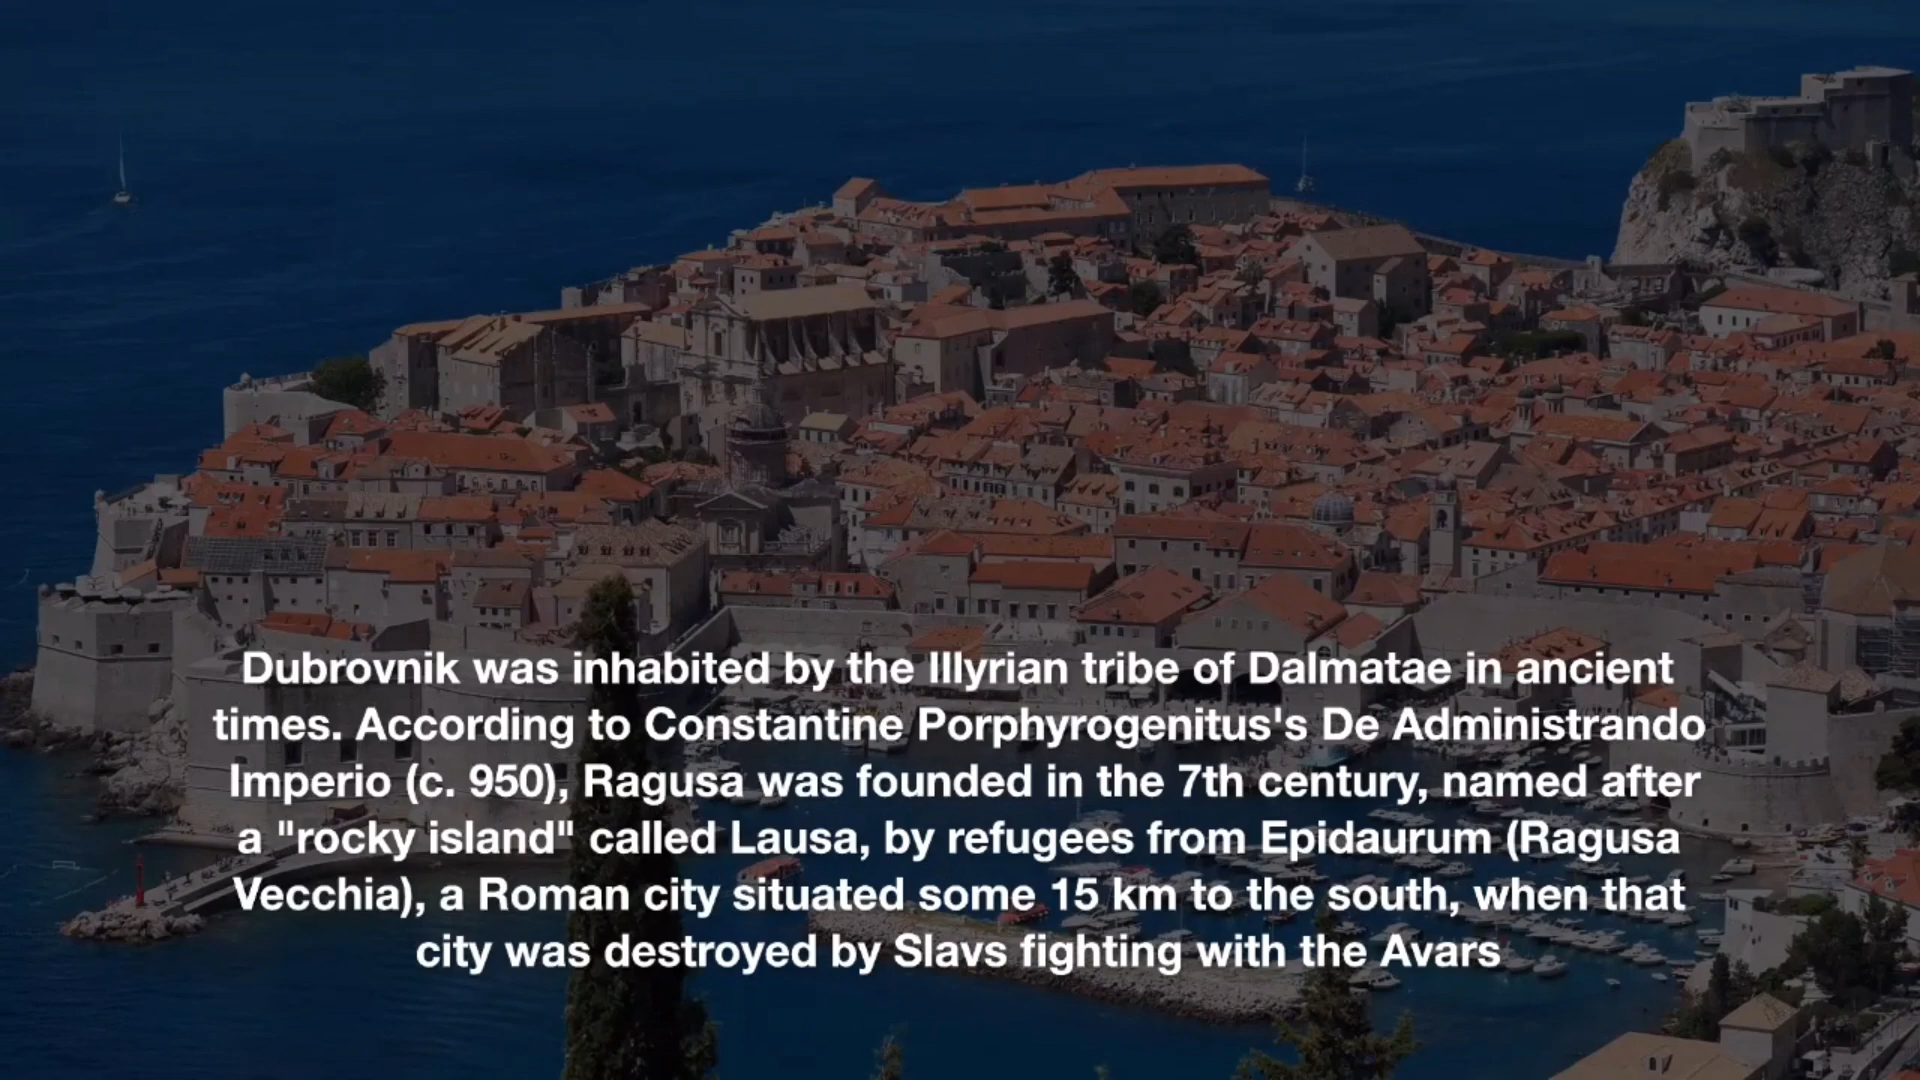 Dubrovnik was inhabited by the Illyrian tribe of Dalmatae in ancient
times. According to Constantine Porphyrogenitus's De Administrando
Imperio (c. 950), Ragusa was founded in the 7th century, named after
a "rocky island" called Lausa, by refugees from Epidaurum (Ragusa
Vecchia), a Roman city situated some 15 km to the south, when that
city was destroyed by Slavs fighting with the Avars